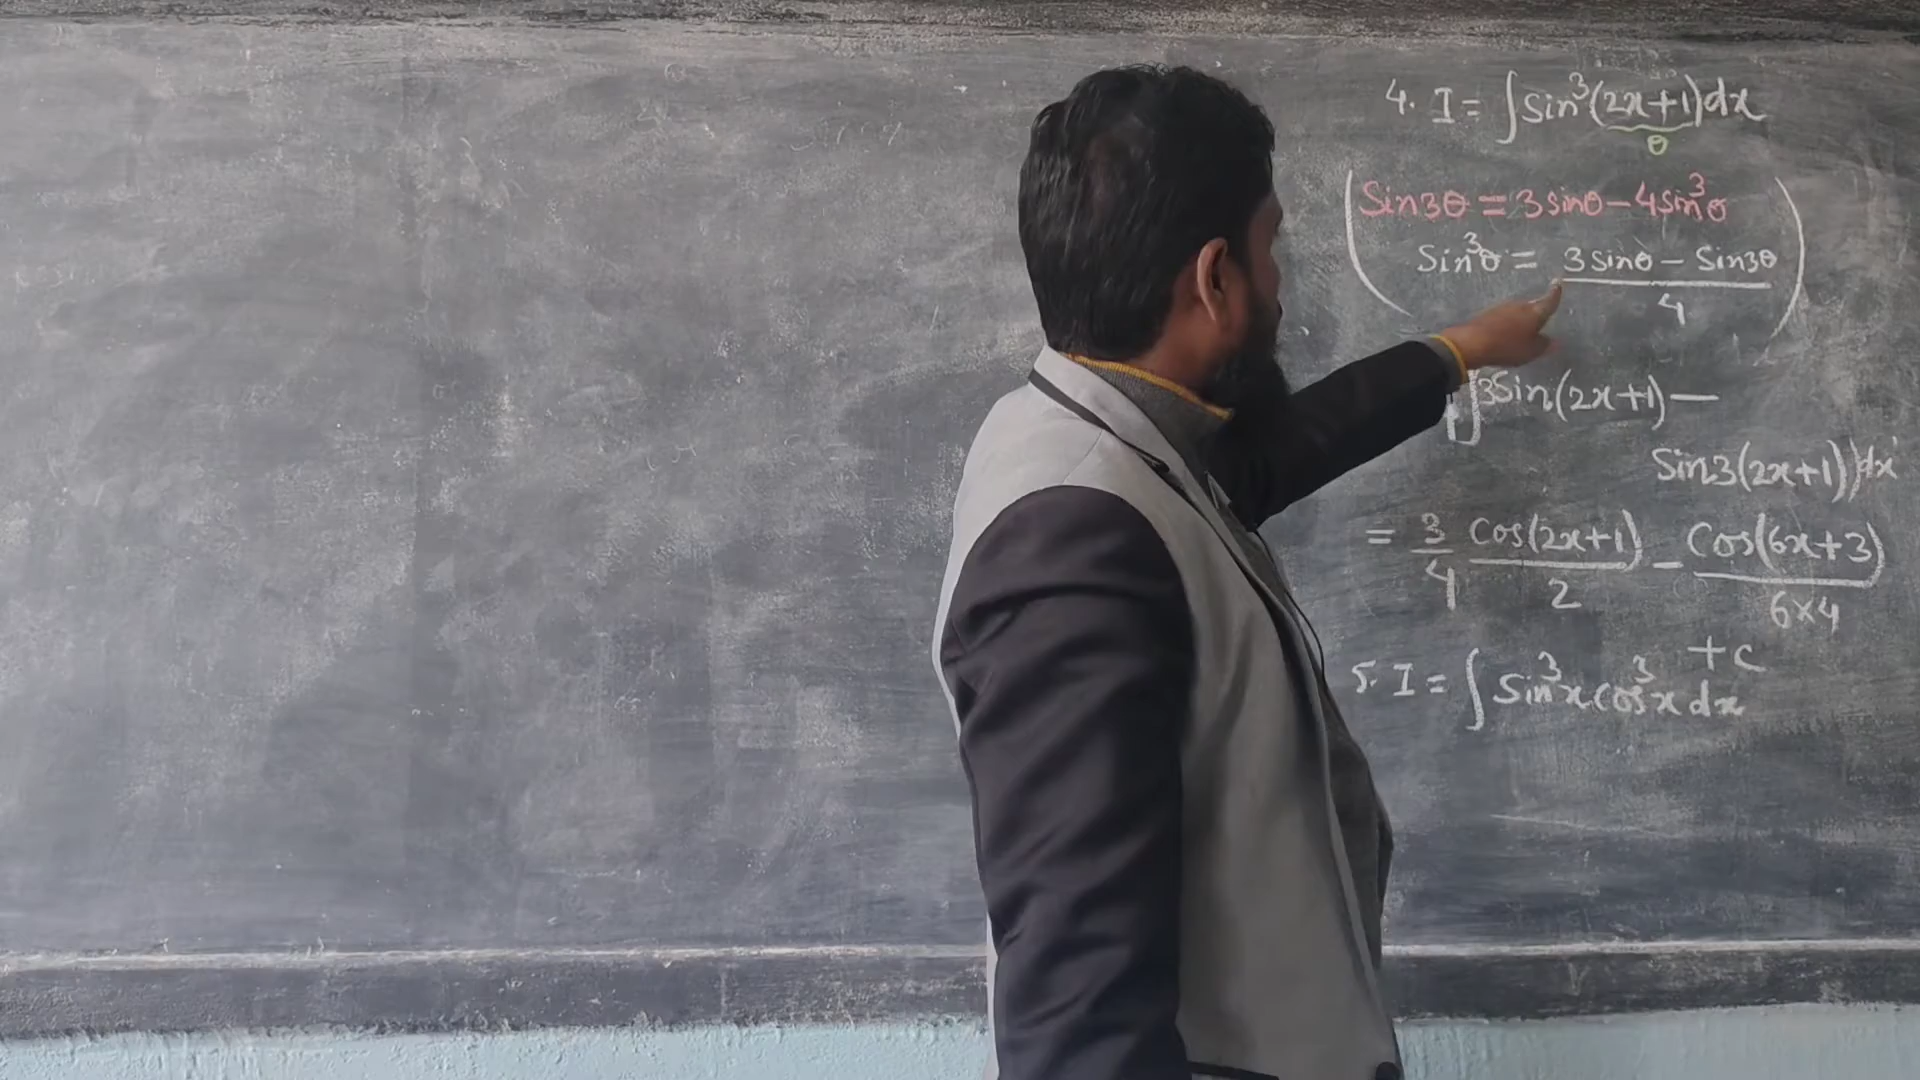 4. I = ∫ Sin³(2x+1)dx
θ
Sin3θ = 3sinθ − 4sin³θ
Sin³θ = 3sinθ − Sin3θ
4
∫3Sin(2x+1) −
Sin3(2x+1))dx
= 3/4 Cos(2x+1)/2 − Cos(6x+3)/6×4
+c
5. I = ∫ Sin³x cos³x dx